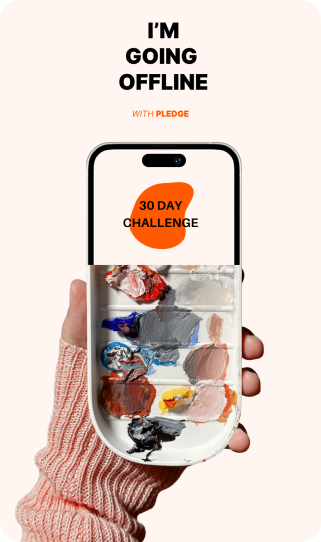 I'M
GOING
OFFLINE
WITH PLEDGE
30 DAY
CHALLENGE